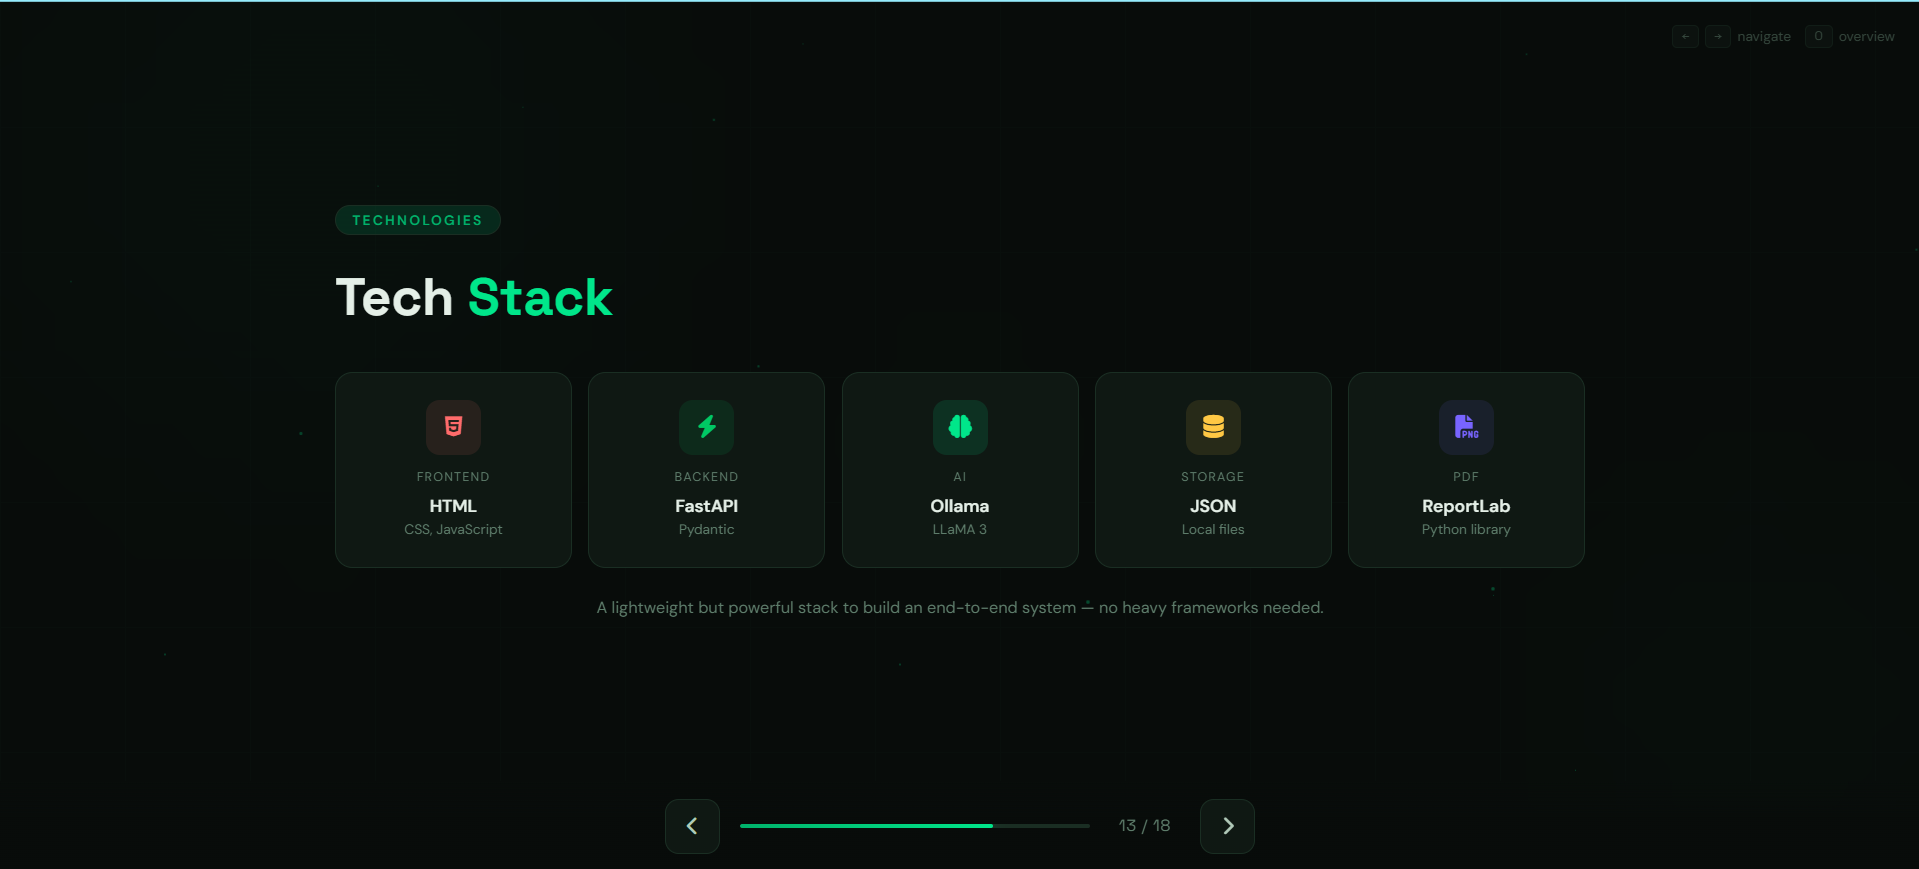 ← → navigate O overview
TECHNOLOGIES
Tech Stack
FRONTEND
HTML
CSS, JavaScript
BACKEND
FastAPI
Pydantic
AI
Ollama
LLaMA 3
STORAGE
JSON
Local files
PNG
PDF
ReportLab
Python library
A lightweight but powerful stack to build an end-to-end system — no heavy frameworks needed.
13 / 18